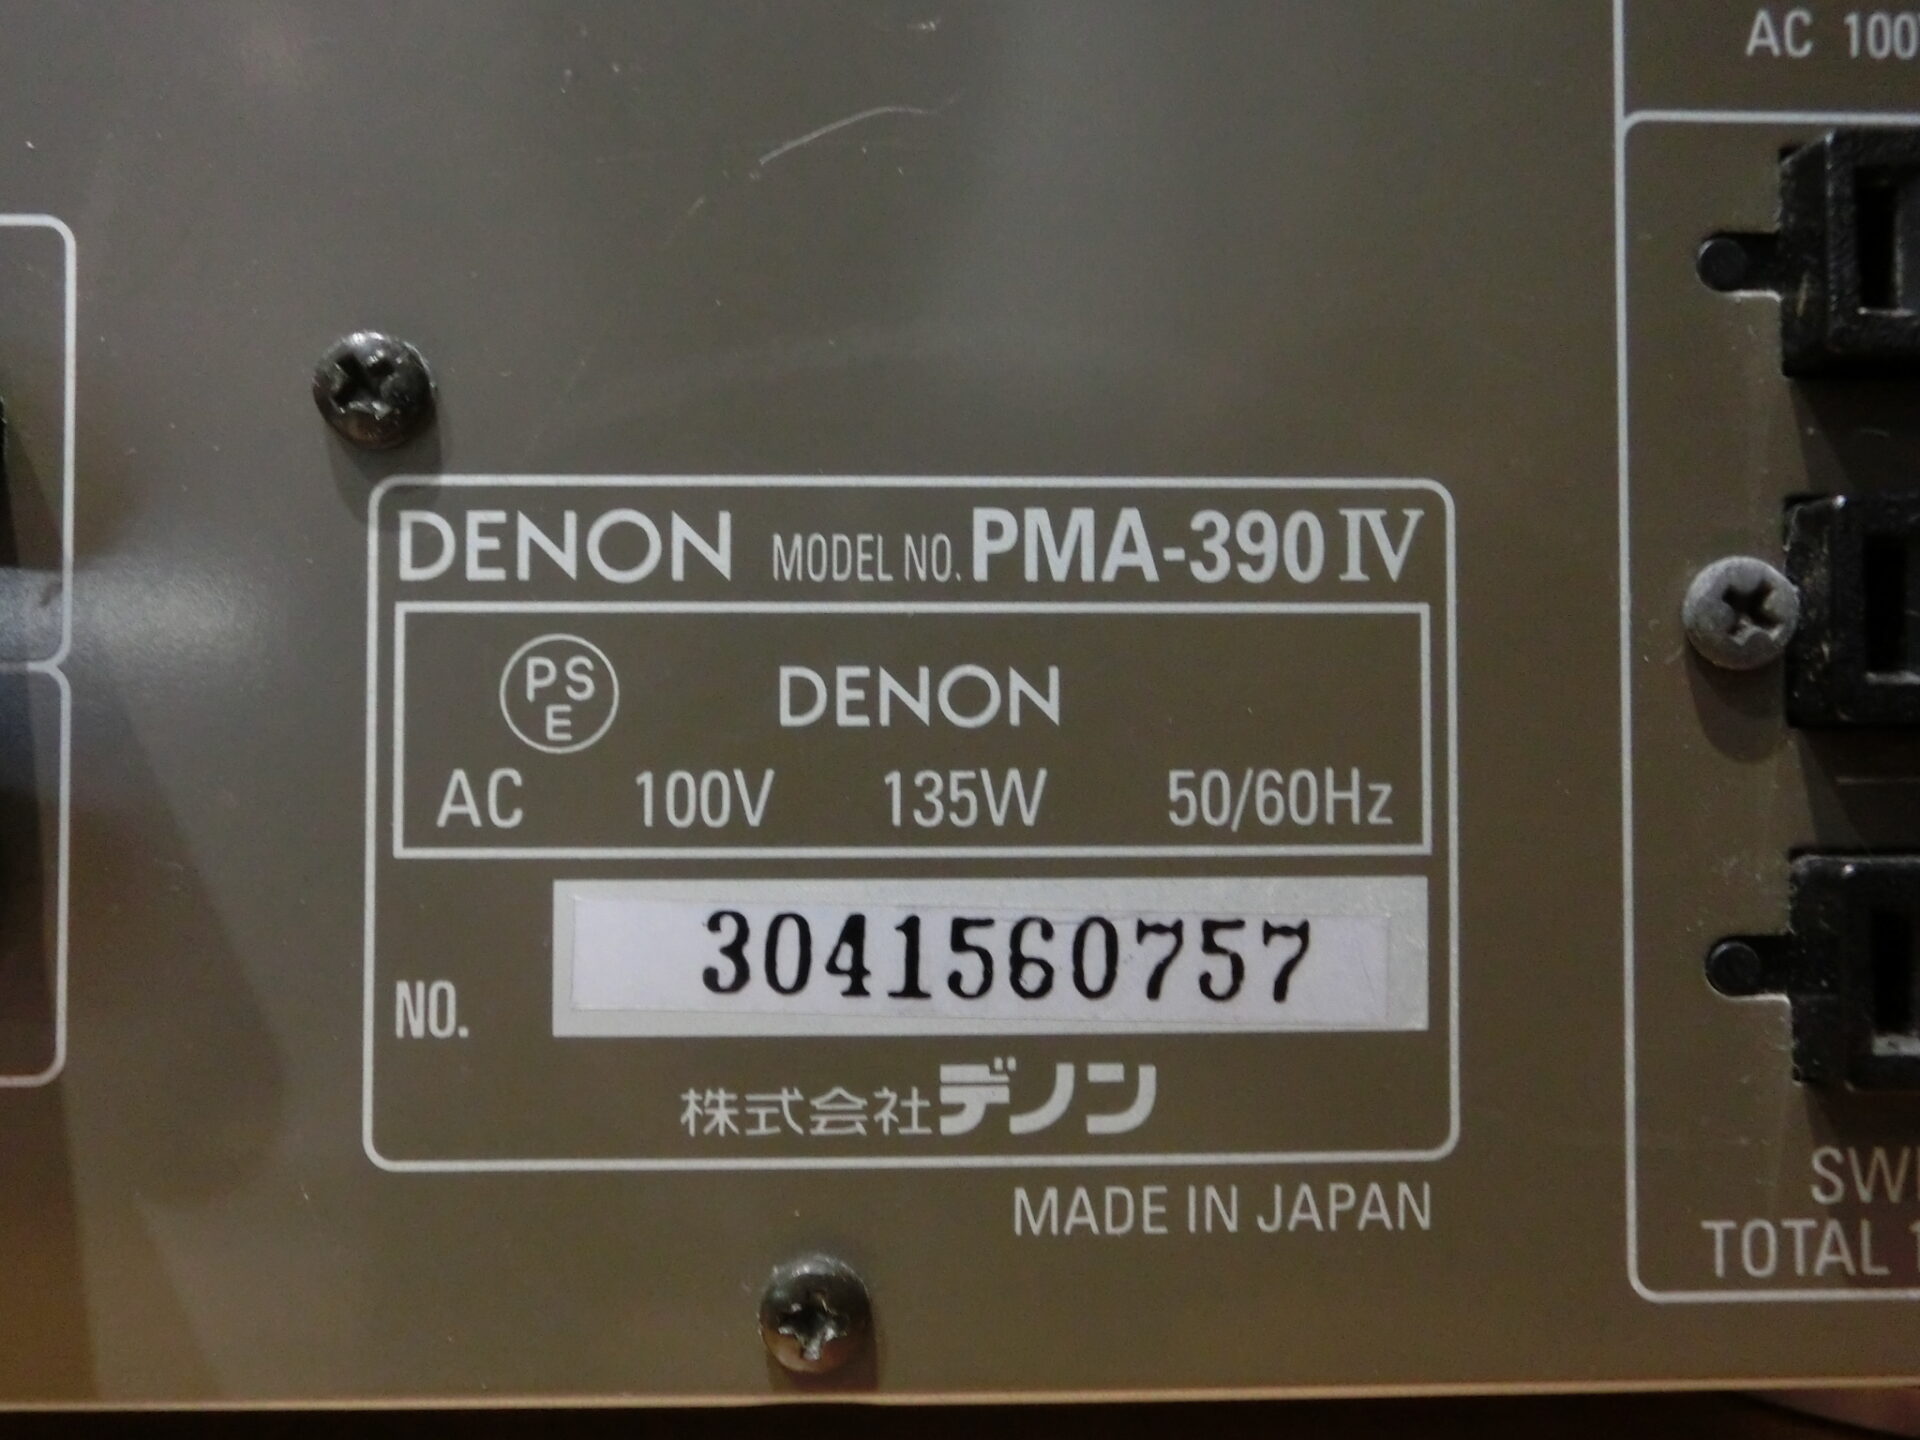 AC 100
DENON MODEL NO. PMA-390 IV
PS
E
DENON
AC 100V 135W 50/60Hz
NO. 3041560757
株式会社デノン
MADE IN JAPAN
TOTAL